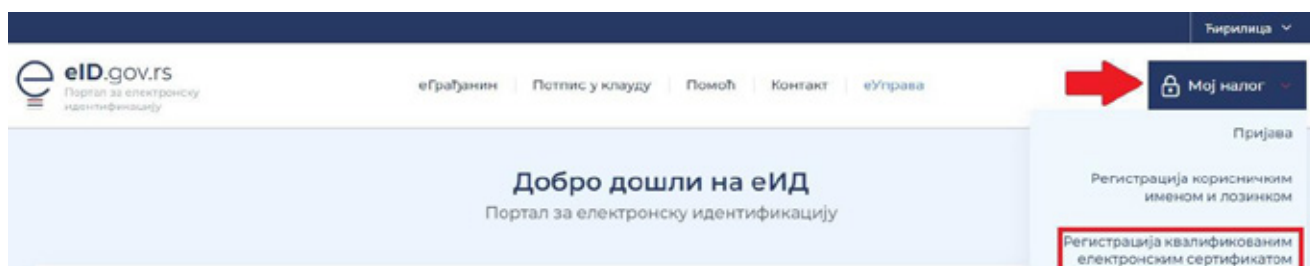 Ћирилица
eID.gov.rs
Портал за електронску
идентификацију
еГрађанин
Потпис у клауду
Помоћ
Контакт
еУправа
Мој налог
Пријава
Добро дошли на еИД
Портал за електронску идентификацију
Регистрација корисничким
именом и лозинком
Регистрација квалификованим
електронским сертификатом